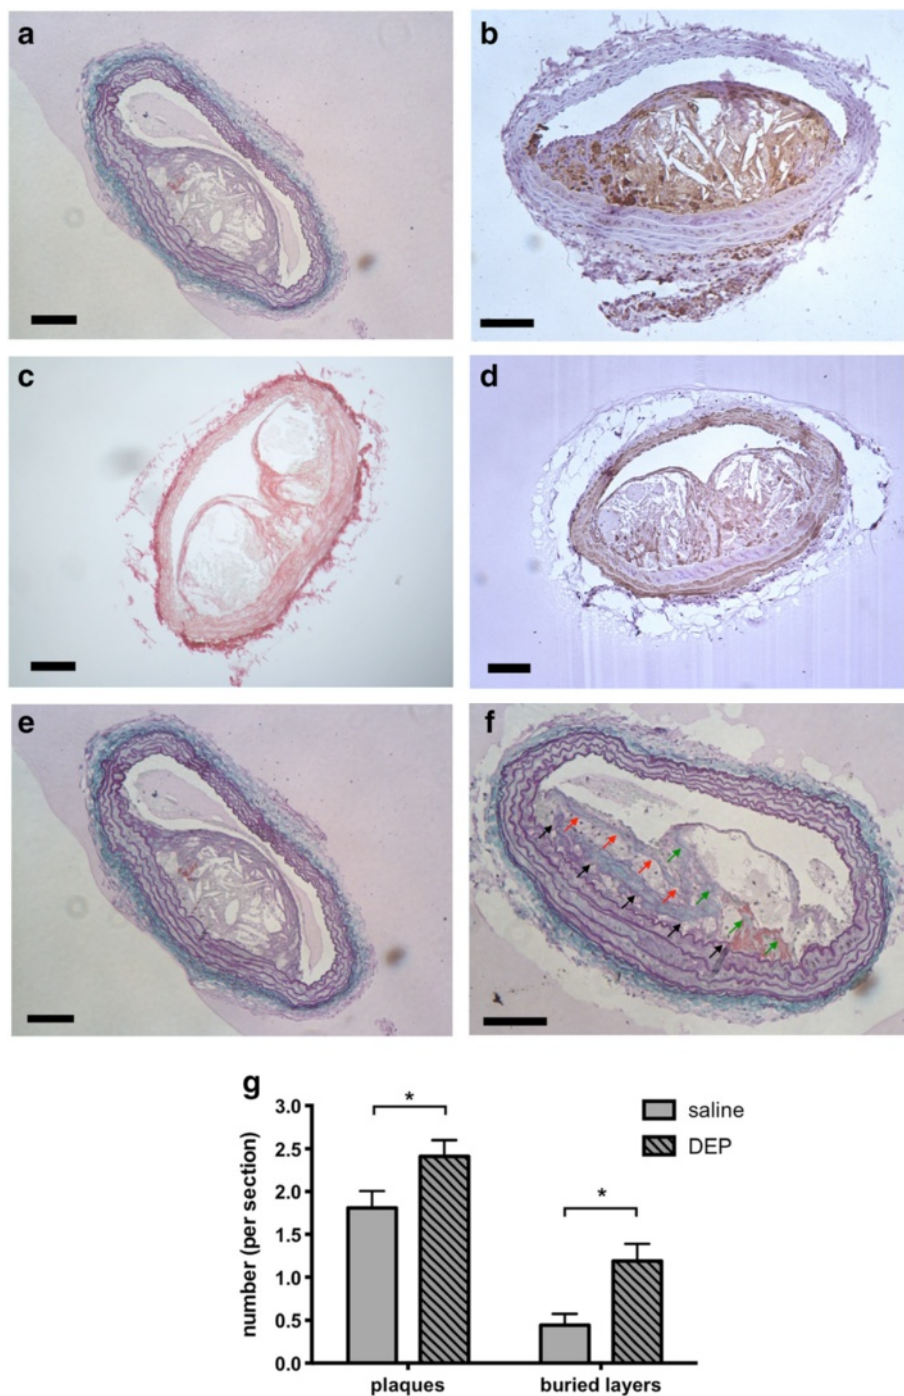 a
b
c
d
e
f
g
*
*
saline
DEP
3.0
2.5
2.0
1.5
1.0
0.5
0.0
number (per section)
plaques
buried layers